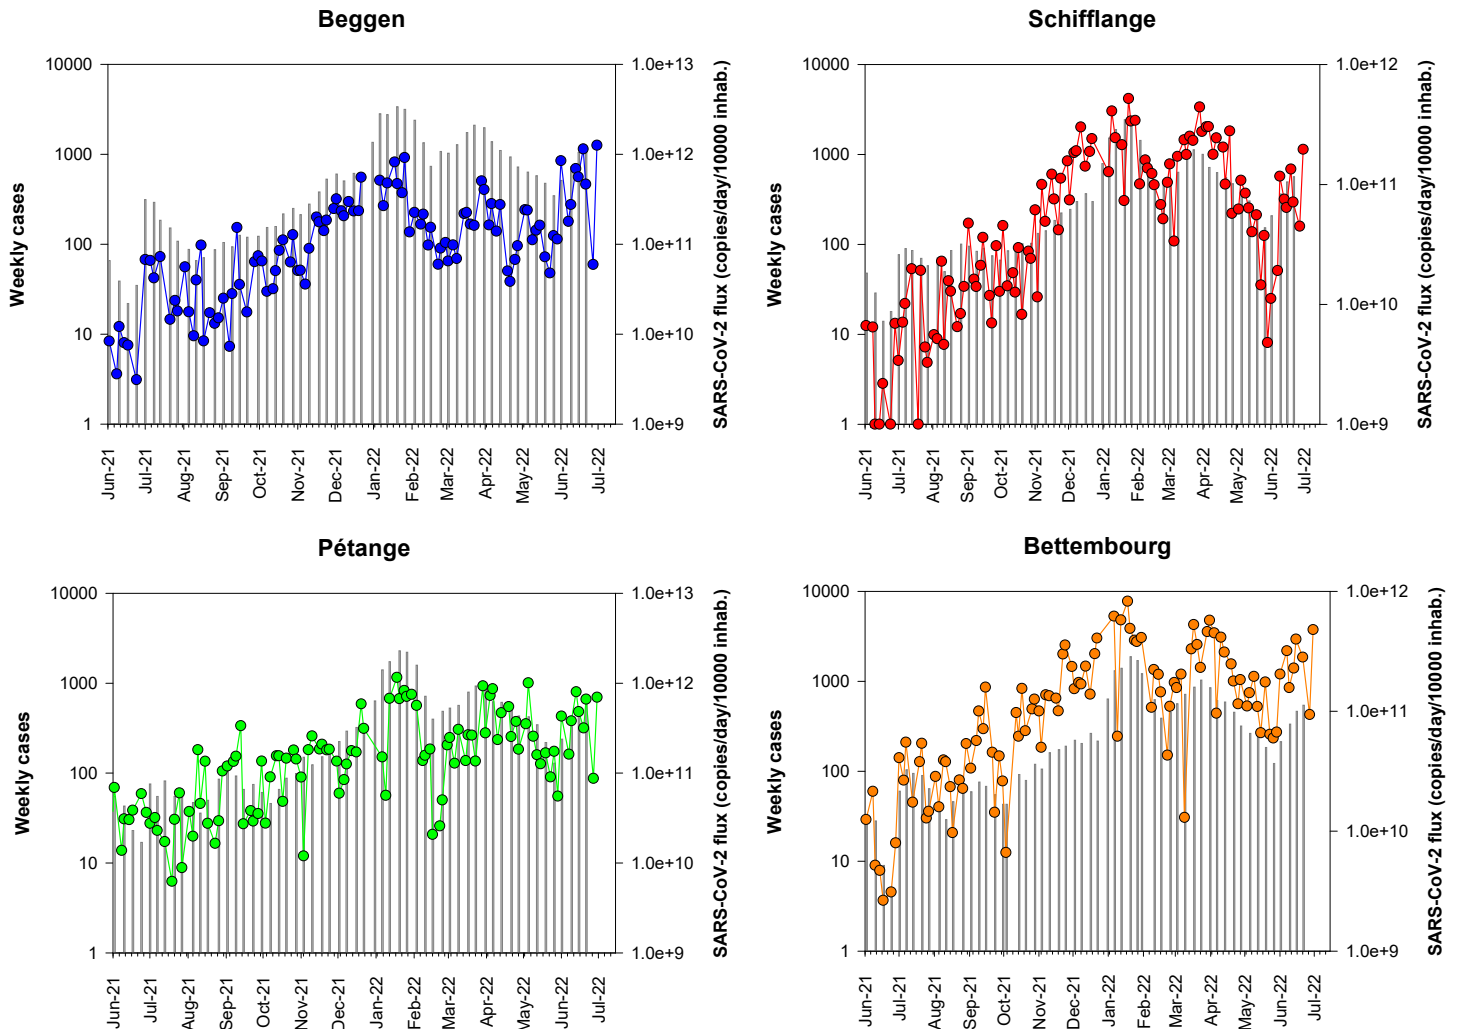 Beggen
Weekly cases
10000
1000
100
10
1
1.0e+13
1.0e+12
1.0e+11
1.0e+10
1.0e+9
SARS-CoV-2 flux (copies/day/10000 inhab.)
Jun-21
Jul-21
Aug-21
Sep-21
Oct-21
Nov-21
Dec-21
Jan-22
Feb-22
Mar-22
Apr-22
May-22
Jun-22
Jul-22
Schifflange
Weekly cases
10000
1000
100
10
1
1.0e+12
1.0e+11
1.0e+10
1.0e+9
SARS-CoV-2 flux (copies/day/10000 inhab.)
Jun-21
Jul-21
Aug-21
Sep-21
Oct-21
Nov-21
Dec-21
Jan-22
Feb-22
Mar-22
Apr-22
May-22
Jun-22
Jul-22
Pétange
Weekly cases
10000
1000
100
10
1
1.0e+13
1.0e+12
1.0e+11
1.0e+10
1.0e+9
SARS-CoV-2 flux (copies/day/10000 inhab.)
Jun-21
Jul-21
Aug-21
Sep-21
Oct-21
Nov-21
Dec-21
Jan-22
Feb-22
Mar-22
Apr-22
May-22
Jun-22
Jul-22
Bettembourg
Weekly cases
10000
1000
100
10
1
1.0e+12
1.0e+11
1.0e+10
1.0e+9
SARS-CoV-2 flux (copies/day/10000 inhab.)
Jun-21
Jul-21
Aug-21
Sep-21
Oct-21
Nov-21
Dec-21
Jan-22
Feb-22
Mar-22
Apr-22
May-22
Jun-22
Jul-22